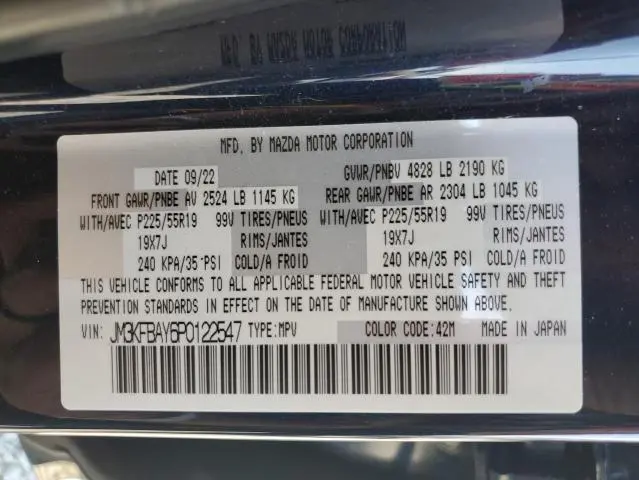 MFD. BY MAZDA MOTOR CORPORATION
DATE 09/22 GVWR/PNBV 4828 LB 2190 KG
FRONT GAWR/PNBE AV 2524 LB 1145 KG REAR GAWR/PNBE AR 2304 LB 1045 KG
WITH/AVEC P225/55R19 99V TIRES/PNEUS WITH/AVEC P225/55R19 99V TIRES/PNEUS
19X7J RIMS/JANTES 19X7J RIMS/JANTES
240 KPA/35 PSI COLD/A FROID 240 KPA/35 PSI COLD/A FROID
THIS VEHICLE CONFORMS TO ALL APPLICABLE FEDERAL MOTOR VEHICLE SAFETY AND THEFT
PREVENTION STANDARDS IN EFFECT ON THE DATE OF MANUFACTURE SHOWN ABOVE.
VIN: JM3KFBAY6P0122547 TYPE: MPV COLOR CODE: 42M MADE IN JAPAN